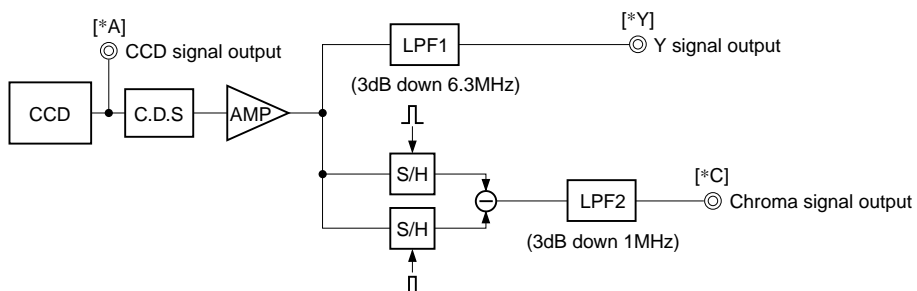 [*A]
CCD signal output
[*Y]
Y signal output
LPF1
(3dB down 6.3MHz)
CCD
C.D.S
AMP
S/H
S/H
[*C]
LPF2
Chroma signal output
(3dB down 1MHz)